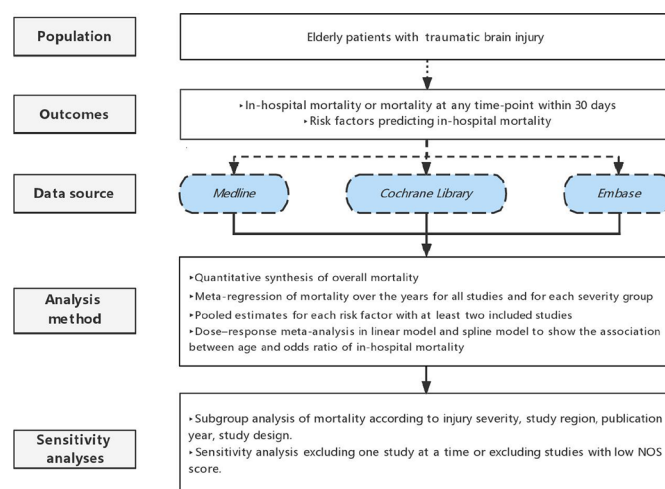 Population
Elderly patients with traumatic brain injury
Outcomes
‣In-hospital mortality or mortality at any time-point within 30 days
‣Risk factors predicting in-hospital mortality
Data source
Medline
Cochrane Library
Embase
Analysis
method
‣Quantitative synthesis of overall mortality
‣Meta-regression of mortality over the years for all studies and for each severity group
‣Pooled estimates for each risk factor with at least two included studies
‣Dose–response meta-analysis in linear model and spline model to show the association
between age and odds ratio of in-hospital mortality
Sensitivity
analyses
‣Subgroup analysis of mortality according to injury severity, study region, publication
year, study design.
‣Sensitivity analysis excluding one study at a time or excluding studies with low NOS
score.